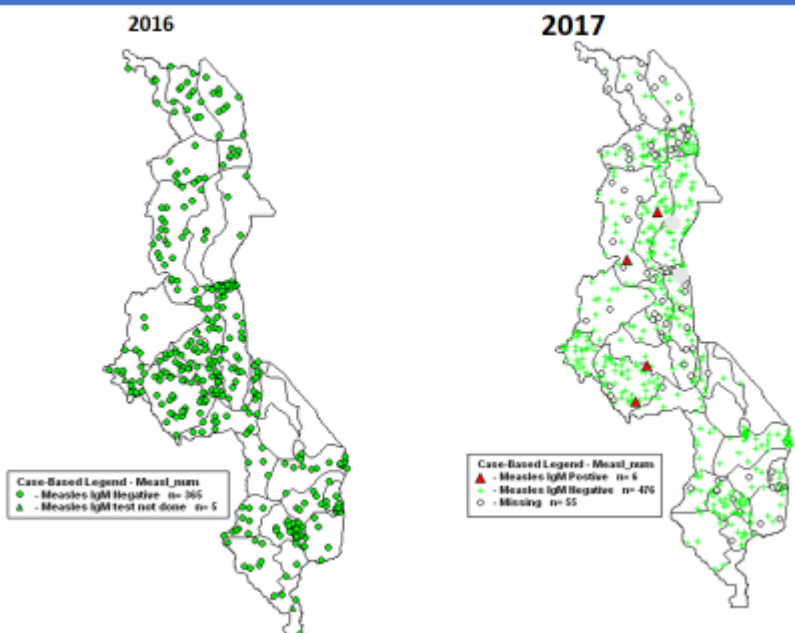 2016
2017
Case-Based Legend - Measl_num
- Measles IgM Negative n= 365
- Measles IgM test not done n= 5
Case-Based Legend - Measl_num
- Measles IgM Postive n= 6
- Measles IgM Negative n= 476
- Missing n= 55